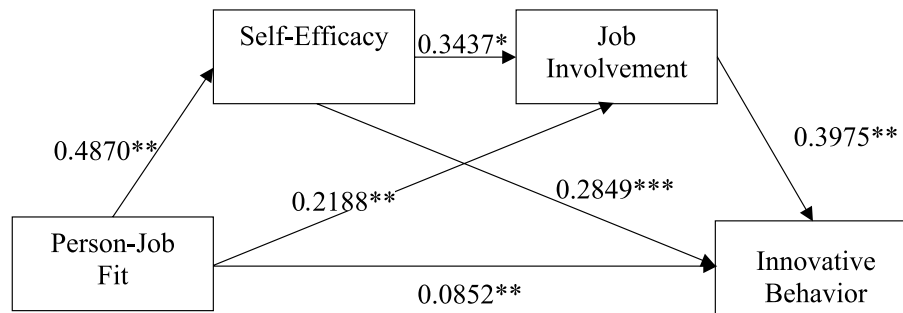 Self-Efficacy
0.3437*
Job
Involvement
0.4870**
0.3975**
0.2188**
0.2849***
Person-Job
Fit
0.0852**
Innovative
Behavior